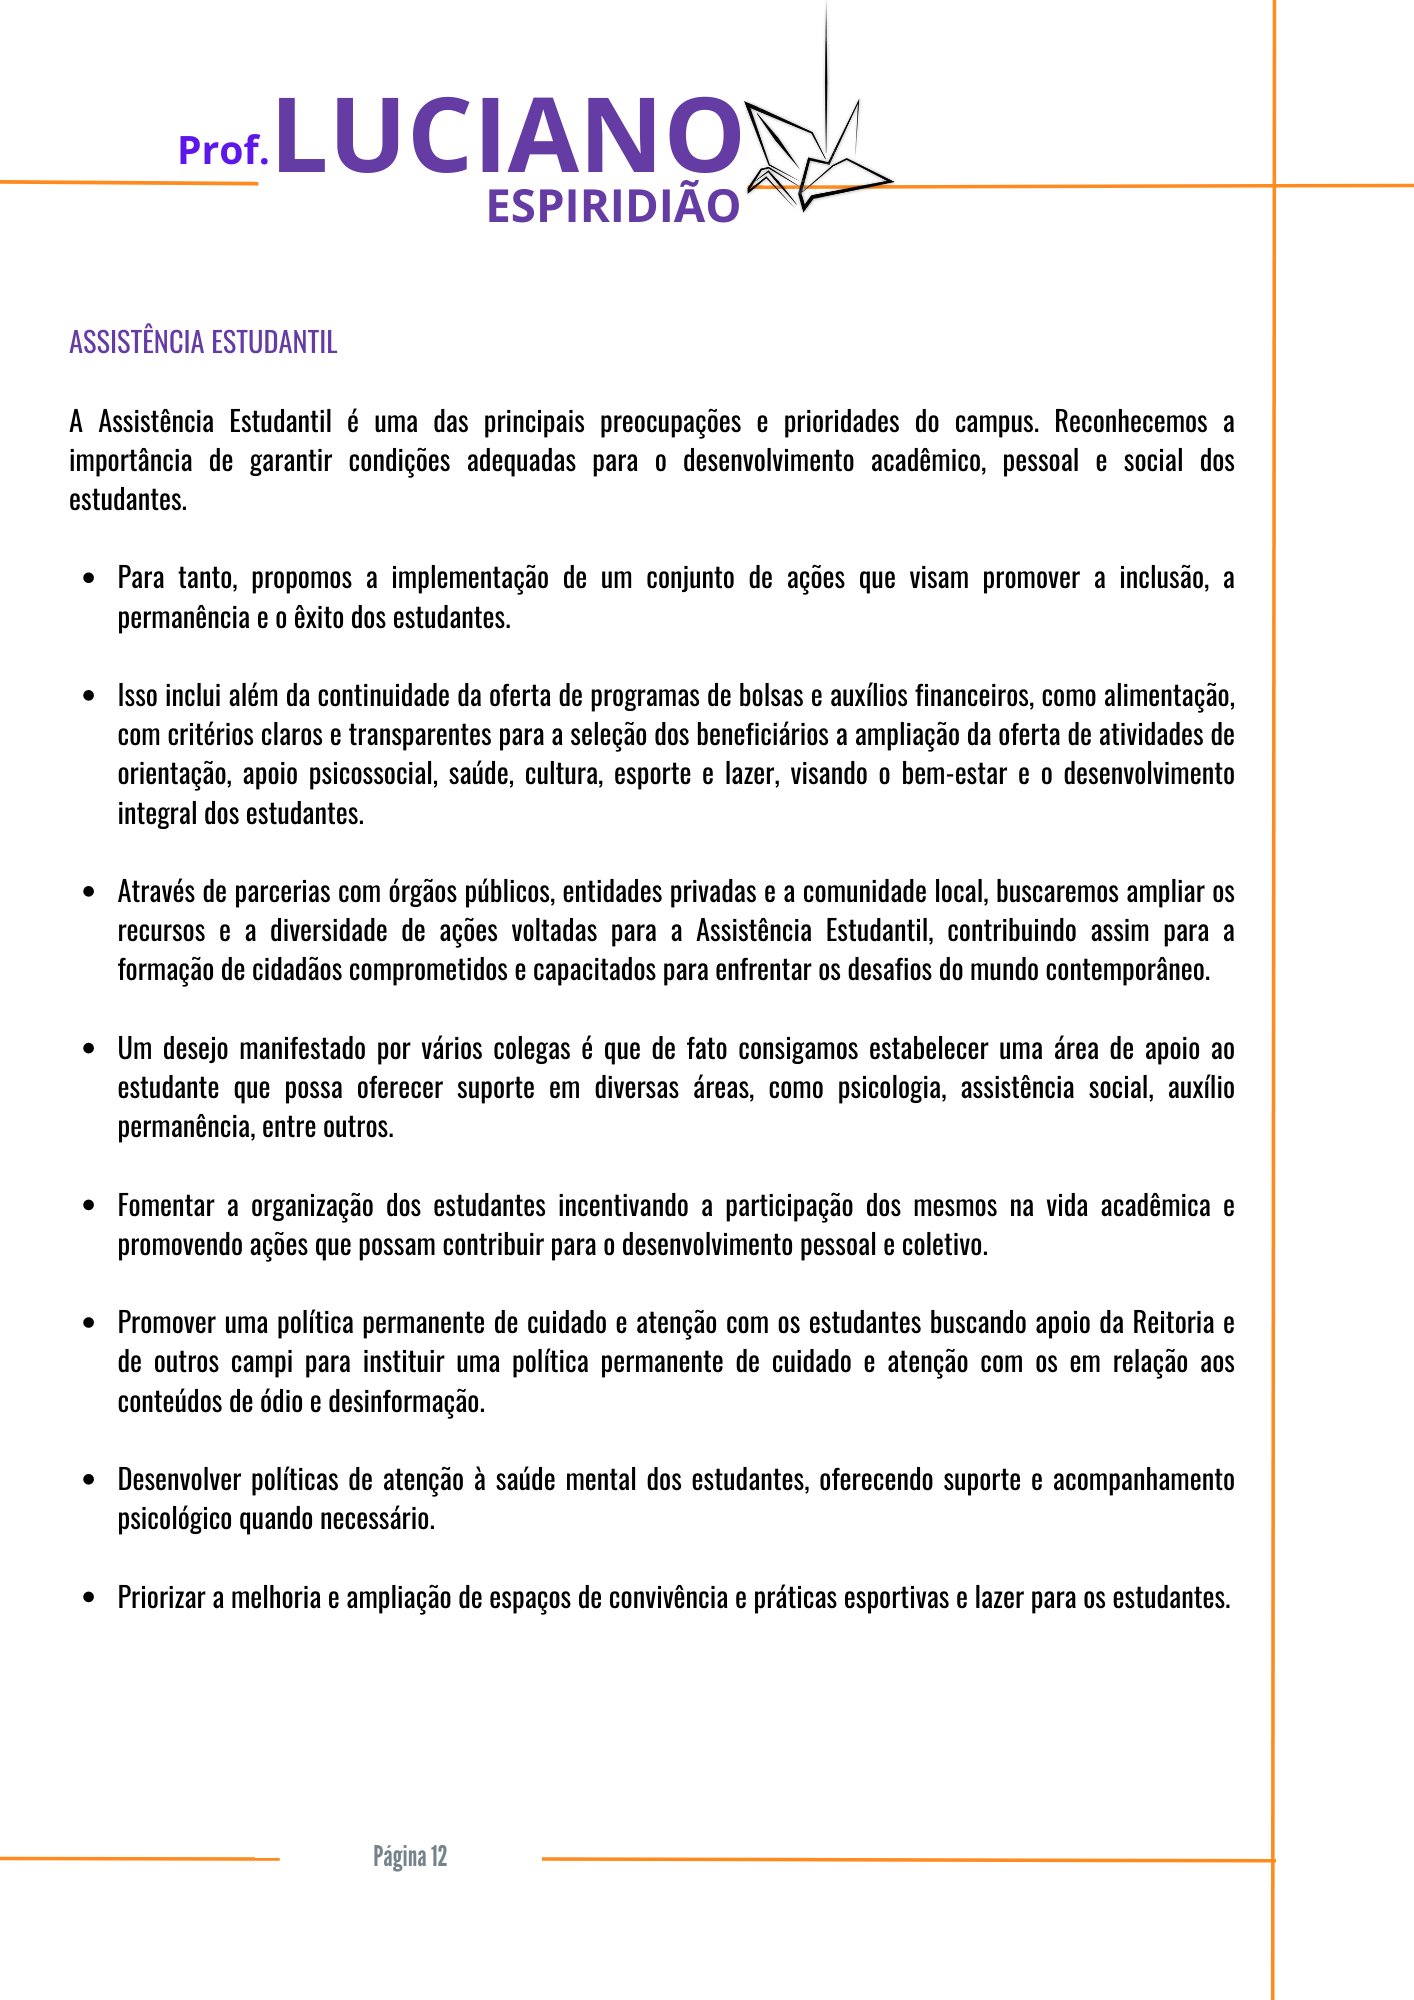 Prof. LUCIANO
ESPIRIDIÃO
ASSISTÊNCIA ESTUDANTIL
A Assistência Estudantil é uma das principais preocupações e prioridades do campus. Reconhecemos a
importância de garantir condições adequadas para o desenvolvimento acadêmico, pessoal e social dos
estudantes.
• Para tanto, propomos a implementação de um conjunto de ações que visam promover a inclusão, a
permanência e o êxito dos estudantes.
• Isso inclui além da continuidade da oferta de programas de bolsas e auxílios financeiros, como alimentação,
com critérios claros e transparentes para a seleção dos beneficiários a ampliação da oferta de atividades de
orientação, apoio psicossocial, saúde, cultura, esporte e lazer, visando o bem-estar e o desenvolvimento
integral dos estudantes.
• Através de parcerias com órgãos públicos, entidades privadas e a comunidade local, buscaremos ampliar os
recursos e a diversidade de ações voltadas para a Assistência Estudantil, contribuindo assim para a
formação de cidadãos comprometidos e capacitados para enfrentar os desafios do mundo contemporâneo.
• Um desejo manifestado por vários colegas é que de fato consigamos estabelecer uma área de apoio ao
estudante que possa oferecer suporte em diversas áreas, como psicologia, assistência social, auxílio
permanência, entre outros.
• Fomentar a organização dos estudantes incentivando a participação dos mesmos na vida acadêmica e
promovendo ações que possam contribuir para o desenvolvimento pessoal e coletivo.
• Promover uma política permanente de cuidado e atenção com os estudantes buscando apoio da Reitoria e
de outros campi para instituir uma política permanente de cuidado e atenção com os em relação aos
conteúdos de ódio e desinformação.
• Desenvolver políticas de atenção à saúde mental dos estudantes, oferecendo suporte e acompanhamento
psicológico quando necessário.
• Priorizar a melhoria e ampliação de espaços de convivência e práticas esportivas e lazer para os estudantes.
Página 12